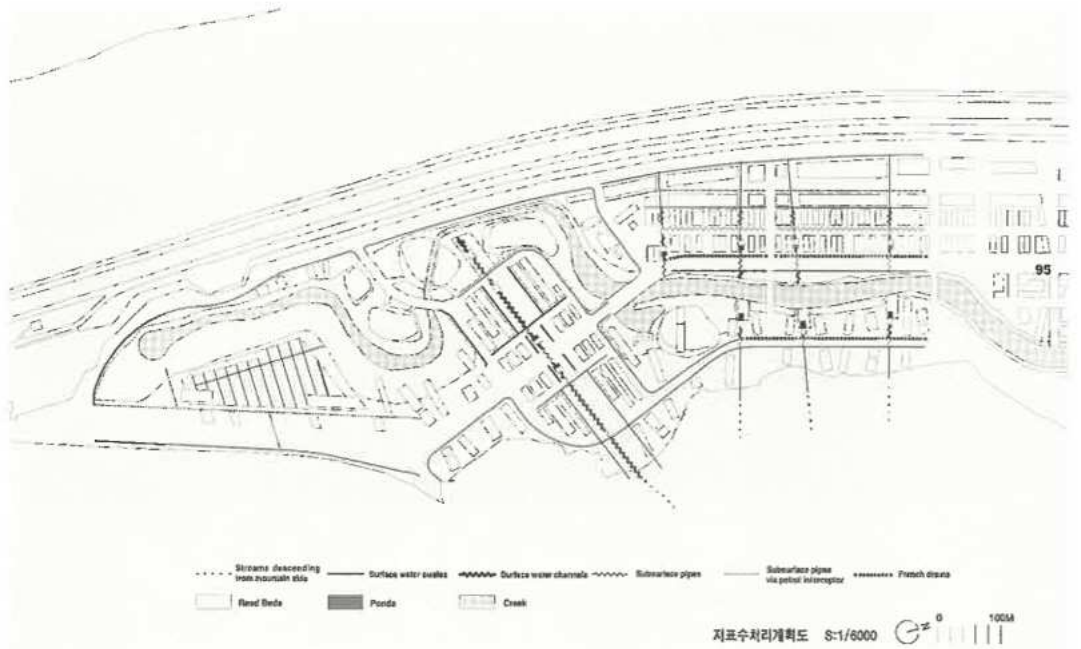 95
Streams descending
from mountain side
Surface water swales
Surface water channels
Subsurface pipes
Subsurface pipes
via petrol interceptor
French drains
Reed Beds
Ponds
Creek
지표수처리계획도 S:1/6000
N
0 100M